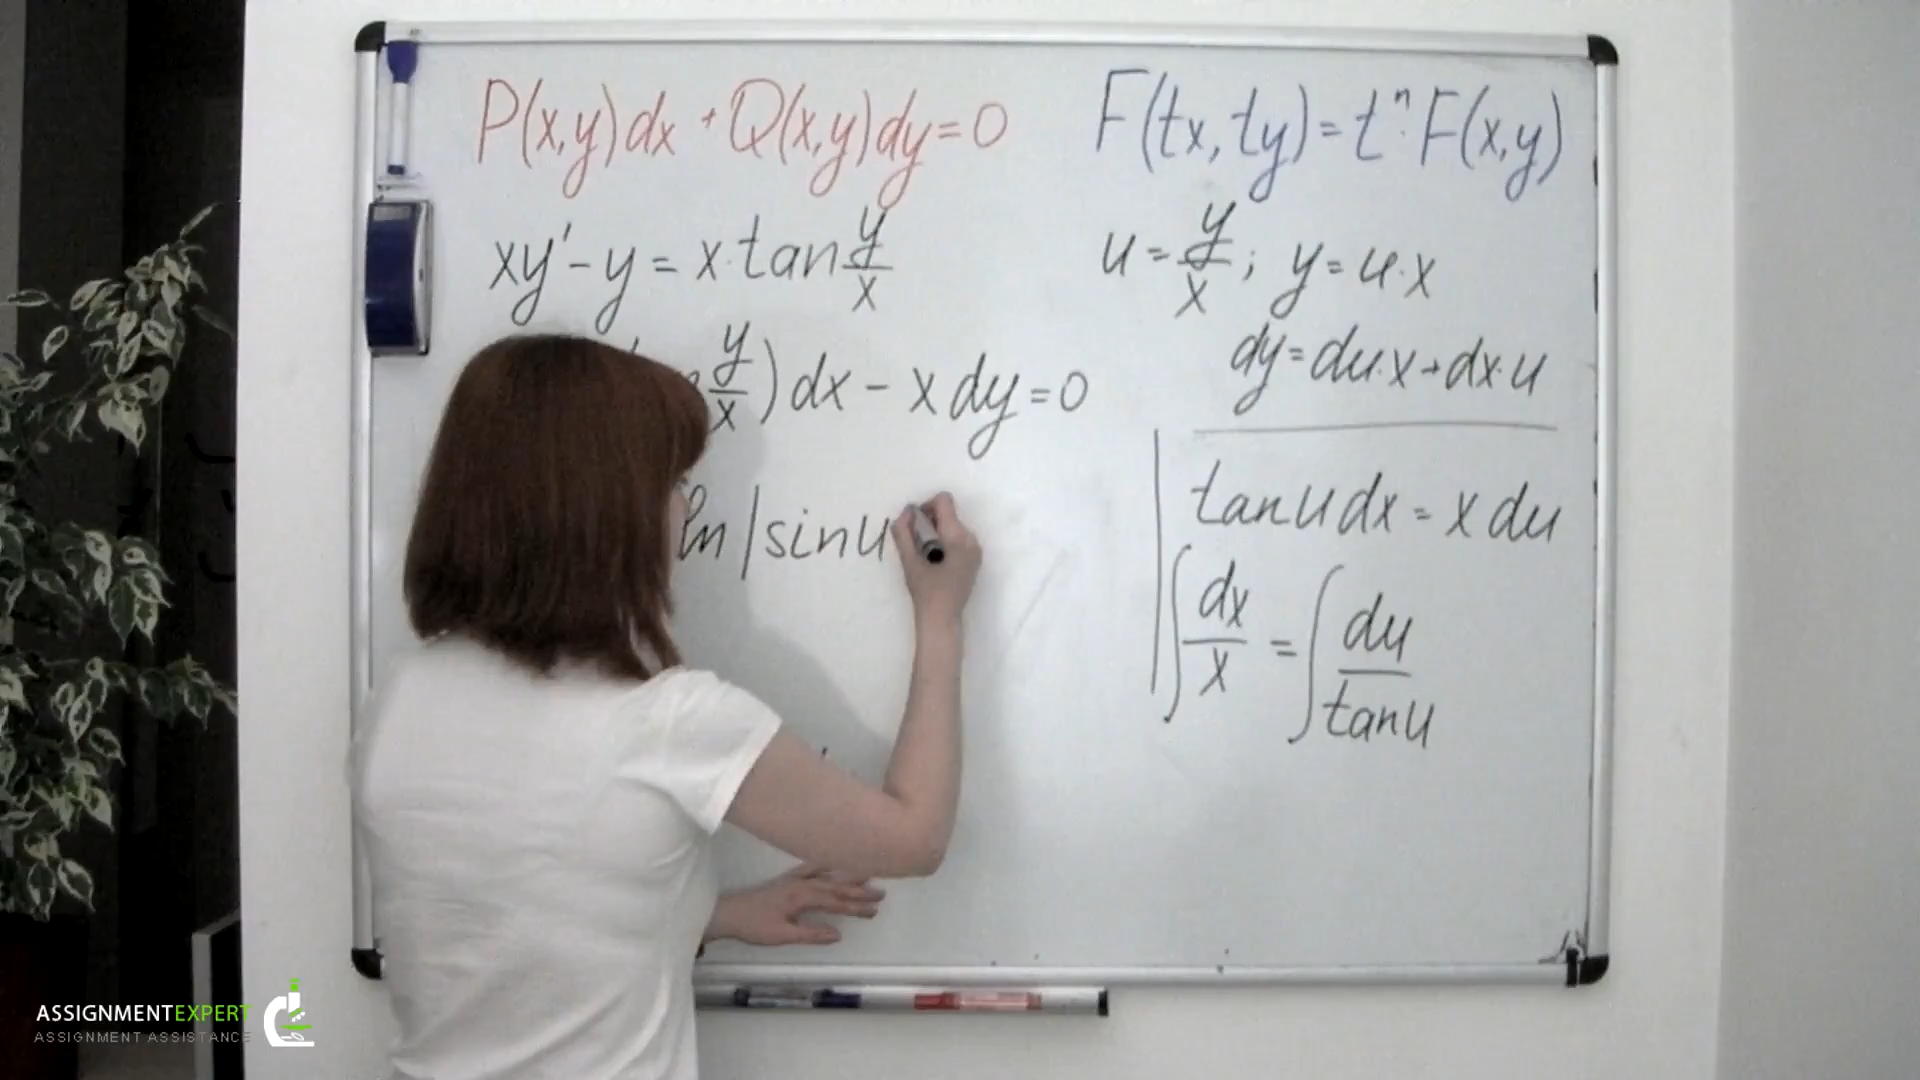 P(x,y)dx + Q(x,y)dy = 0
F(tx, ty) = tⁿ· F(x,y)
xy' - y = x·tan y/x
u = y/x ; y = u·x
dy = du·x + dx·u
y/x) dx - x dy = 0
tan u dx = x du
ln |sin u
∫ dx/x = ∫ du/tan u
ASSIGNMENTEXPERT
ASSIGNMENT ASSISTANCE